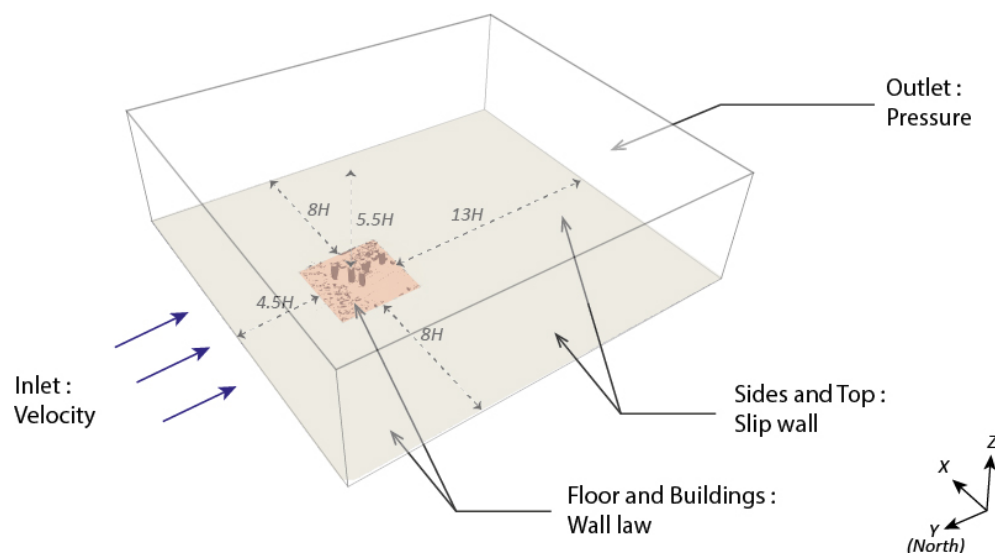 Outlet :
Pressure
8H
5.5H
13H
4.5H
8H
Inlet :
Velocity
Sides and Top :
Slip wall
Floor and Buildings :
Wall law
Z
X
Y
(North)